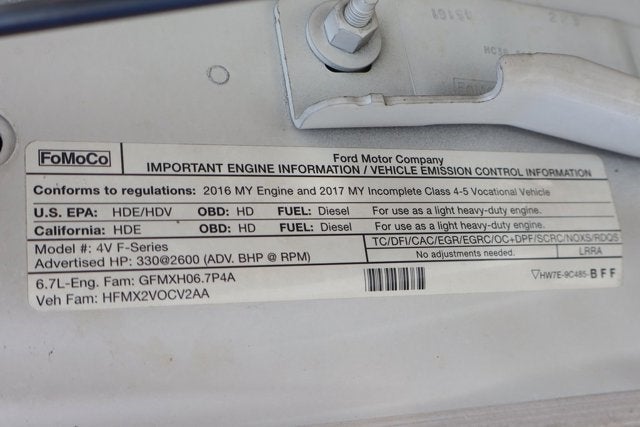 FoMoCo
Ford Motor Company
IMPORTANT ENGINE INFORMATION / VEHICLE EMISSION CONTROL INFORMATION
Conforms to regulations: 2016 MY Engine and 2017 MY Incomplete Class 4-5 Vocational Vehicle
U.S. EPA: HDE/HDV OBD: HD FUEL: Diesel For use as a light heavy-duty engine.
California: HDE OBD: HD FUEL: Diesel For use as a light heavy-duty engine.
Model #: 4V F-Series
Advertised HP: 330@2600 (ADV. BHP @ RPM)
TC/DFI/CAC/EGR/EGRC/OC+DPF/SCRC/NOXS/RDQS
No adjustments needed. LRRA
6.7L-Eng. Fam: GFMXH06.7P4A
Veh Fam: HFMX2VOCV2AA
▽HW7E-9C485-BFF